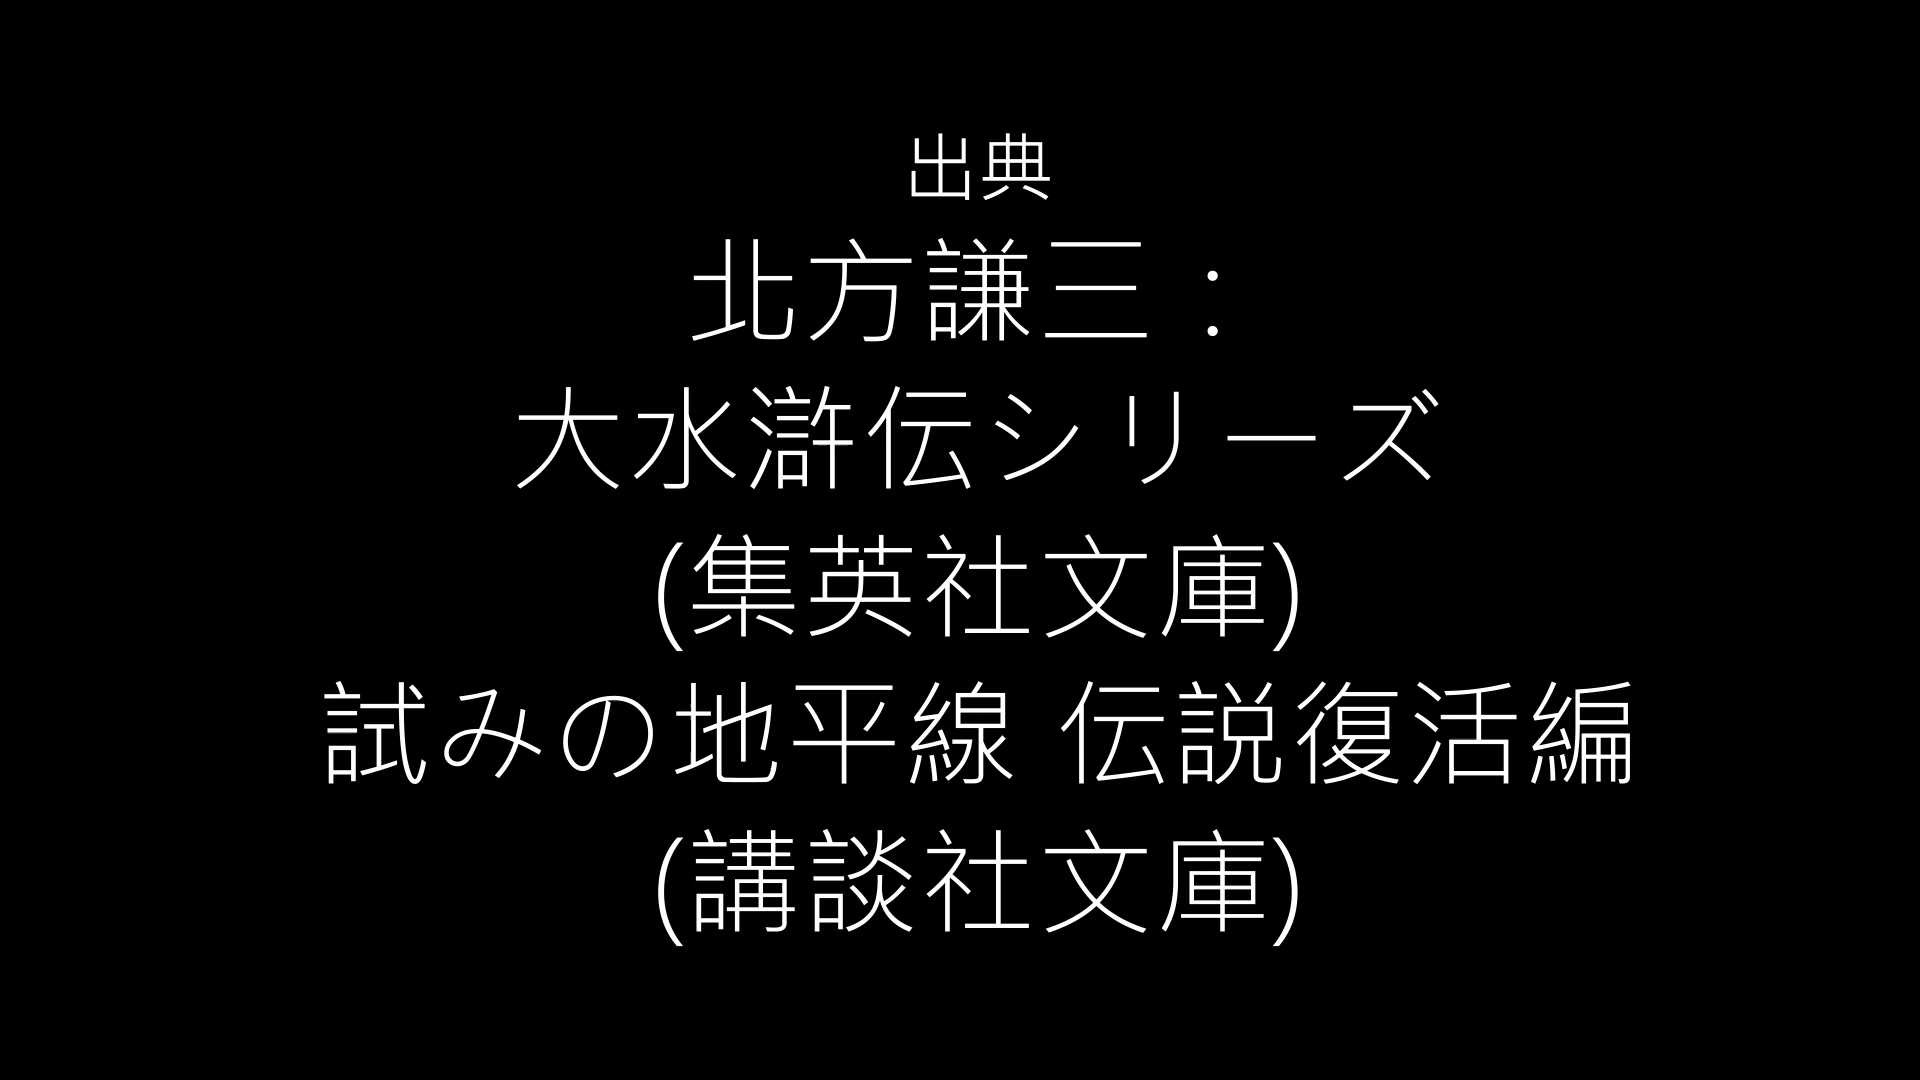 出典
北方謙三：
大水滸伝シリーズ
(集英社文庫)
試みの地平線 伝説復活編
(講談社文庫)